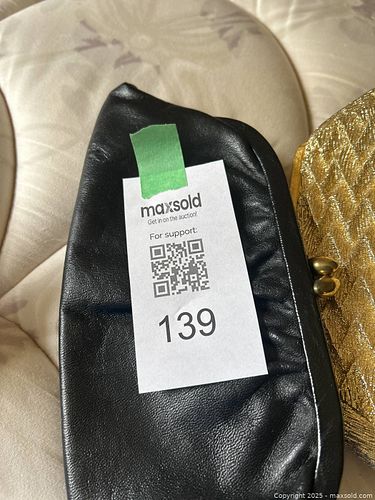 maxsold
Get in on the auction!
For support:
139
Copyright 2025 - maxsold.com